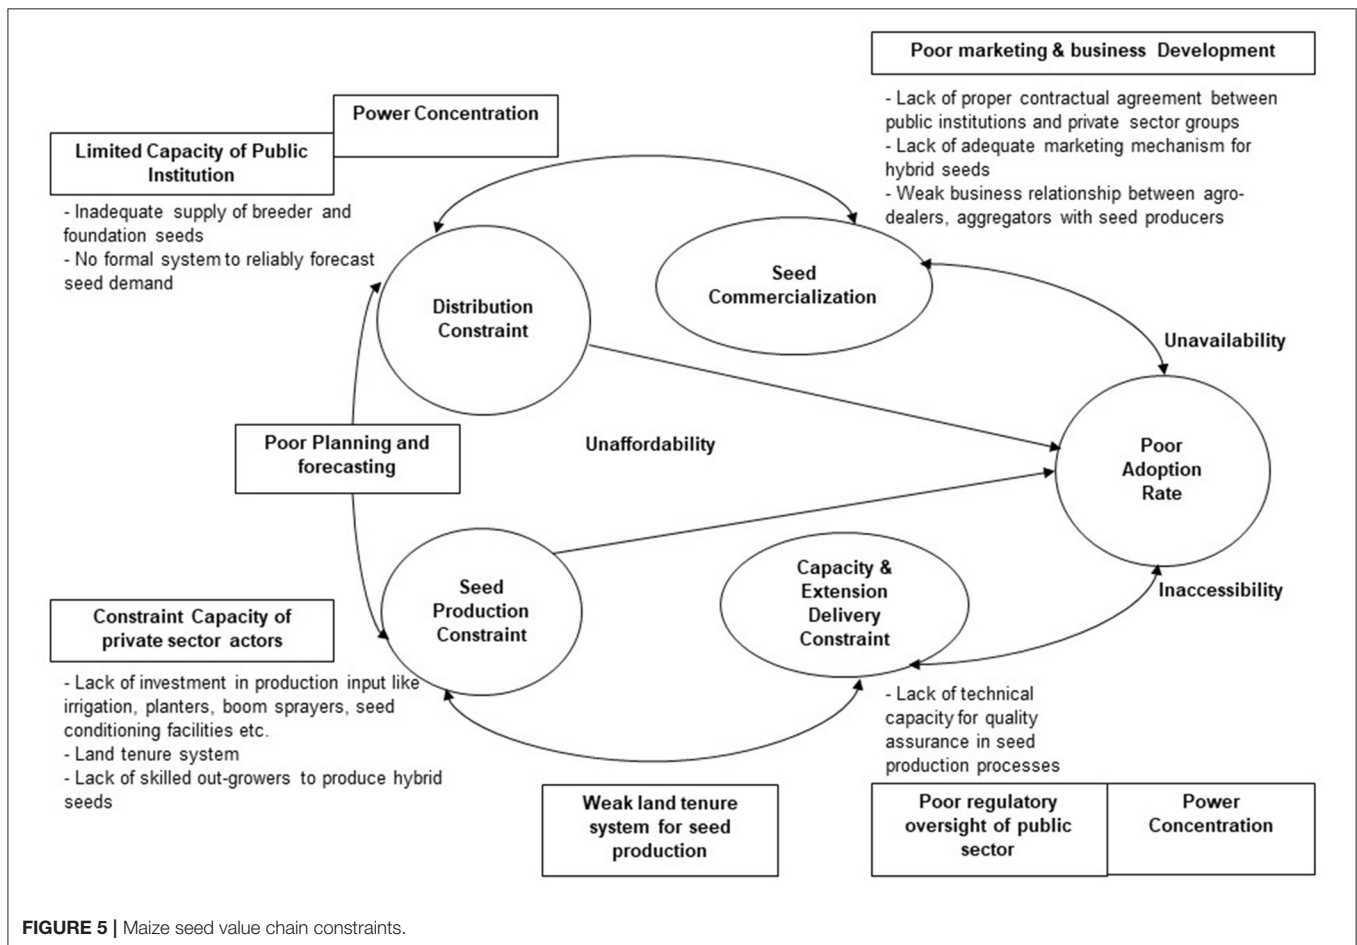 Poor marketing & business Development
- Lack of proper contractual agreement between
public institutions and private sector groups
- Lack of adequate marketing mechanism for
hybrid seeds
- Weak business relationship between agro-
dealers, aggregators with seed producers
Power Concentration
Limited Capacity of Public
Institution
- Inadequate supply of breeder and
foundation seeds
- No formal system to reliably forecast
seed demand
Distribution
Constraint
Seed
Commercialization
Unavailability
Poor Planning and
forecasting
Unaffordability
Poor
Adoption
Rate
Seed
Production
Constraint
Capacity &
Extension
Delivery
Constraint
Inaccessibility
Constraint Capacity of
private sector actors
- Lack of investment in production input like
irrigation, planters, boom sprayers, seed
conditioning facilities etc.
- Land tenure system
- Lack of skilled out-growers to produce hybrid
seeds
- Lack of technical
capacity for quality
assurance in seed
production processes
Weak land tenure
system for seed
production
Poor regulatory
oversight of public
sector
Power
Concentration
FIGURE 5 | Maize seed value chain constraints.